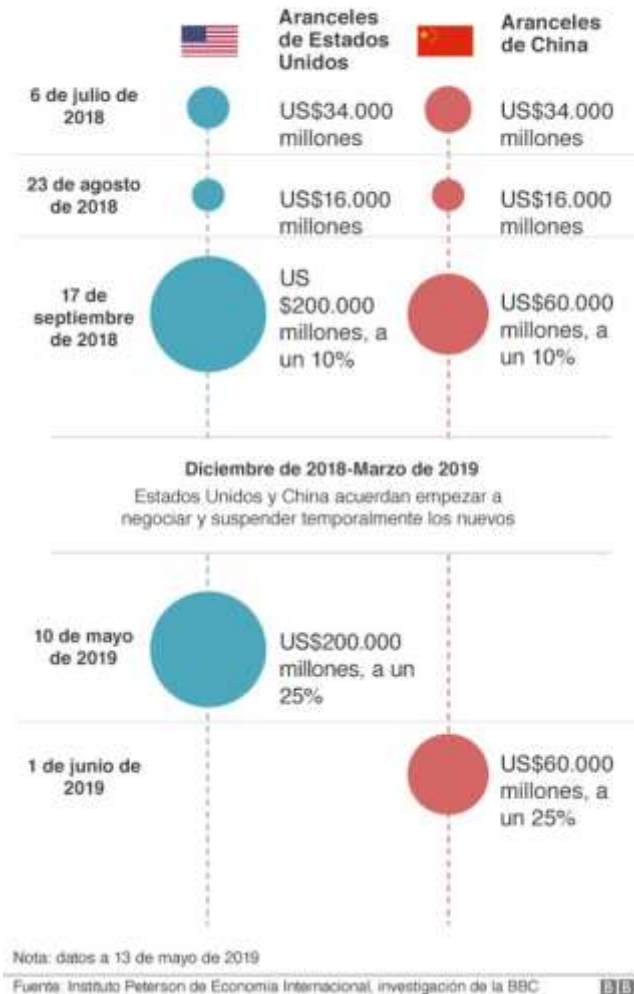 Aranceles
de Estados
Unidos
Aranceles
de China
6 de julio de
2018
US$34.000
millones
US$34.000
millones
23 de agosto
de 2018
US$16.000
millones
US$16.000
millones
17 de
septiembre
de 2018
US
$200.000
millones, a
un 10%
US$60.000
millones, a
un 10%
Diciembre de 2018-Marzo de 2019
Estados Unidos y China acuerdan empezar a
negociar y suspender temporalmente los nuevos
10 de mayo
de 2019
US$200.000
millones, a un
25%
1 de junio de
2019
US$60.000
millones, a
un 25%
Nota: datos a 13 de mayo de 2019
Fuente: Instituto Peterson de Economía Internacional, investigación de la BBC